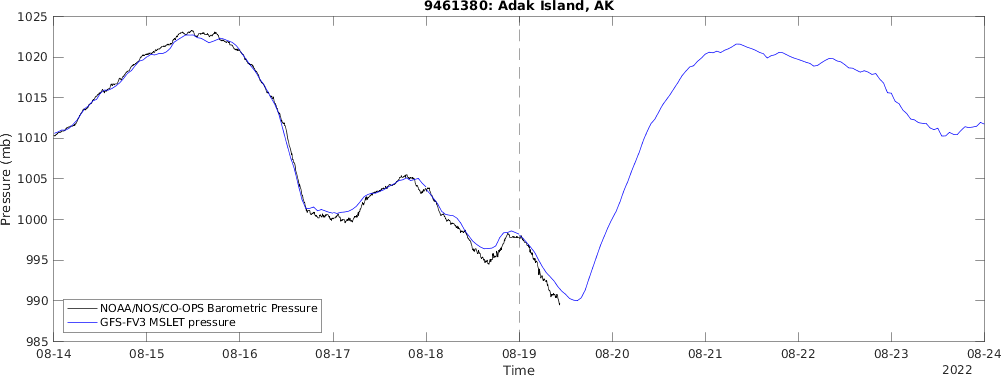 9461380: Adak Island, AK
1025
1020
1015
1010
1005
1000
995
990
985
Pressure (mb)
NOAA/NOS/CO-OPS Barometric Pressure
GFS-FV3 MSLET pressure
08-14 08-15 08-16 08-17 08-18 08-19 08-20 08-21 08-22 08-23 08-24
Time
2022